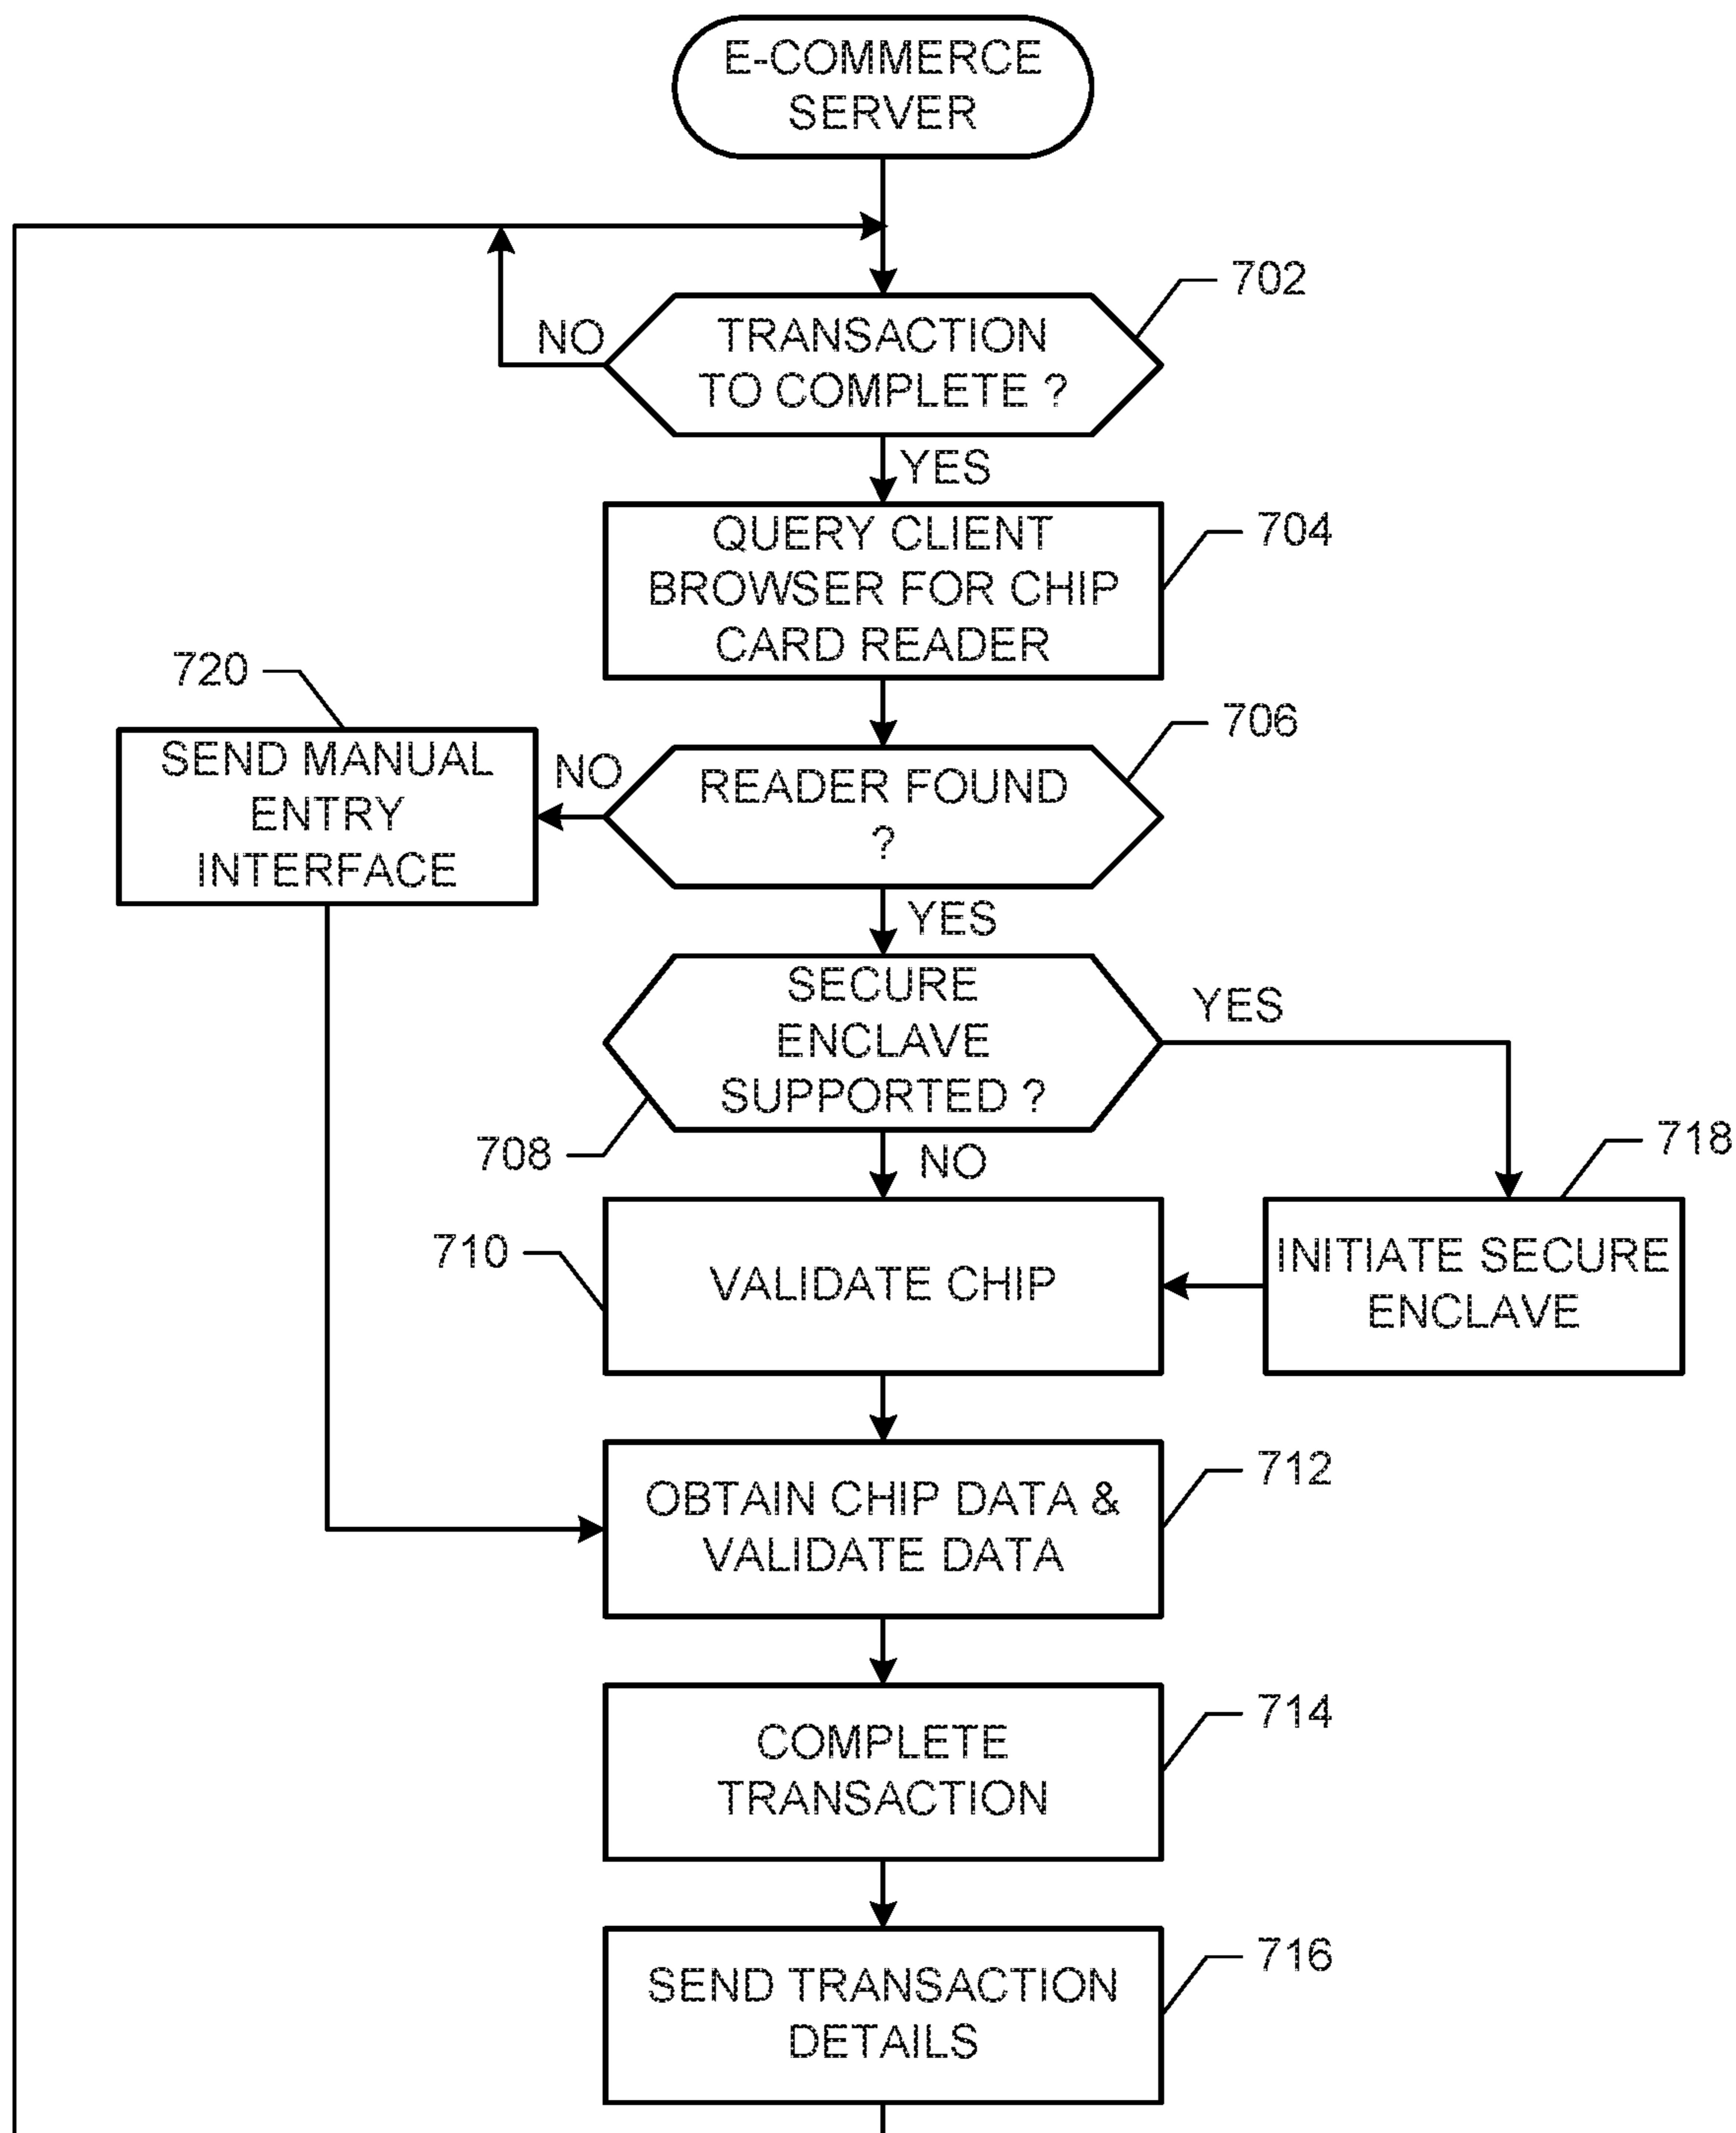 E-COMMERCE
SERVER
702
NO
TRANSACTION
TO COMPLETE ?
YES
QUERY CLIENT
BROWSER FOR CHIP
CARD READER
704
720
706
SEND MANUAL
ENTRY
INTERFACE
NO
READER FOUND
?
YES
SECURE
ENCLAVE
SUPPORTED ?
YES
708
NO
718
710
VALIDATE CHIP
INITIATE SECURE
ENCLAVE
OBTAIN CHIP DATA &
VALIDATE DATA
712
COMPLETE
TRANSACTION
714
SEND TRANSACTION
DETAILS
716